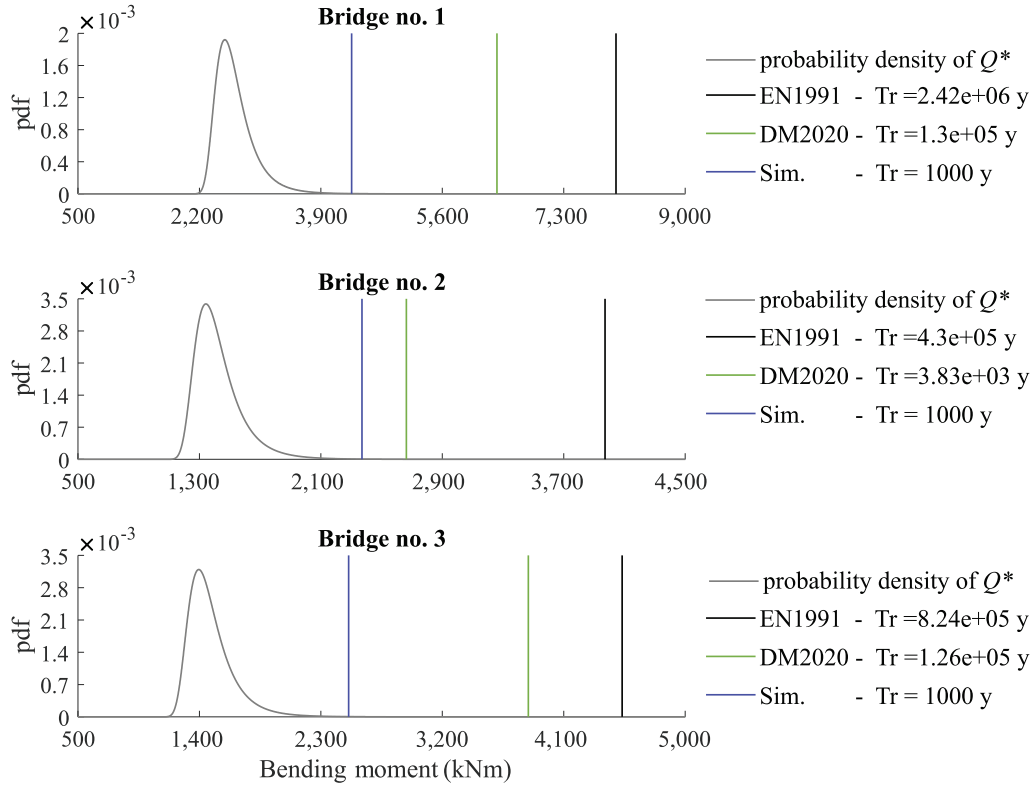 Bridge no. 1
×10-3
2
1.6
1.2
0.8
0.4
0
pdf
500 2,200 3,900 5,600 7,300 9,000
probability density of Q*
EN1991 - Tr =2.42e+06 y
DM2020 - Tr =1.3e+05 y
Sim. - Tr = 1000 y
Bridge no. 2
×10-3
3.5
2.8
2.1
1.4
0.7
0
pdf
500 1,300 2,100 2,900 3,700 4,500
probability density of Q*
EN1991 - Tr =4.3e+05 y
DM2020 - Tr =3.83e+03 y
Sim. - Tr = 1000 y
Bridge no. 3
×10-3
3.5
2.8
2.1
1.4
0.7
0
pdf
500 1,400 2,300 3,200 4,100 5,000
Bending moment (kNm)
probability density of Q*
EN1991 - Tr =8.24e+05 y
DM2020 - Tr =1.26e+05 y
Sim. - Tr = 1000 y